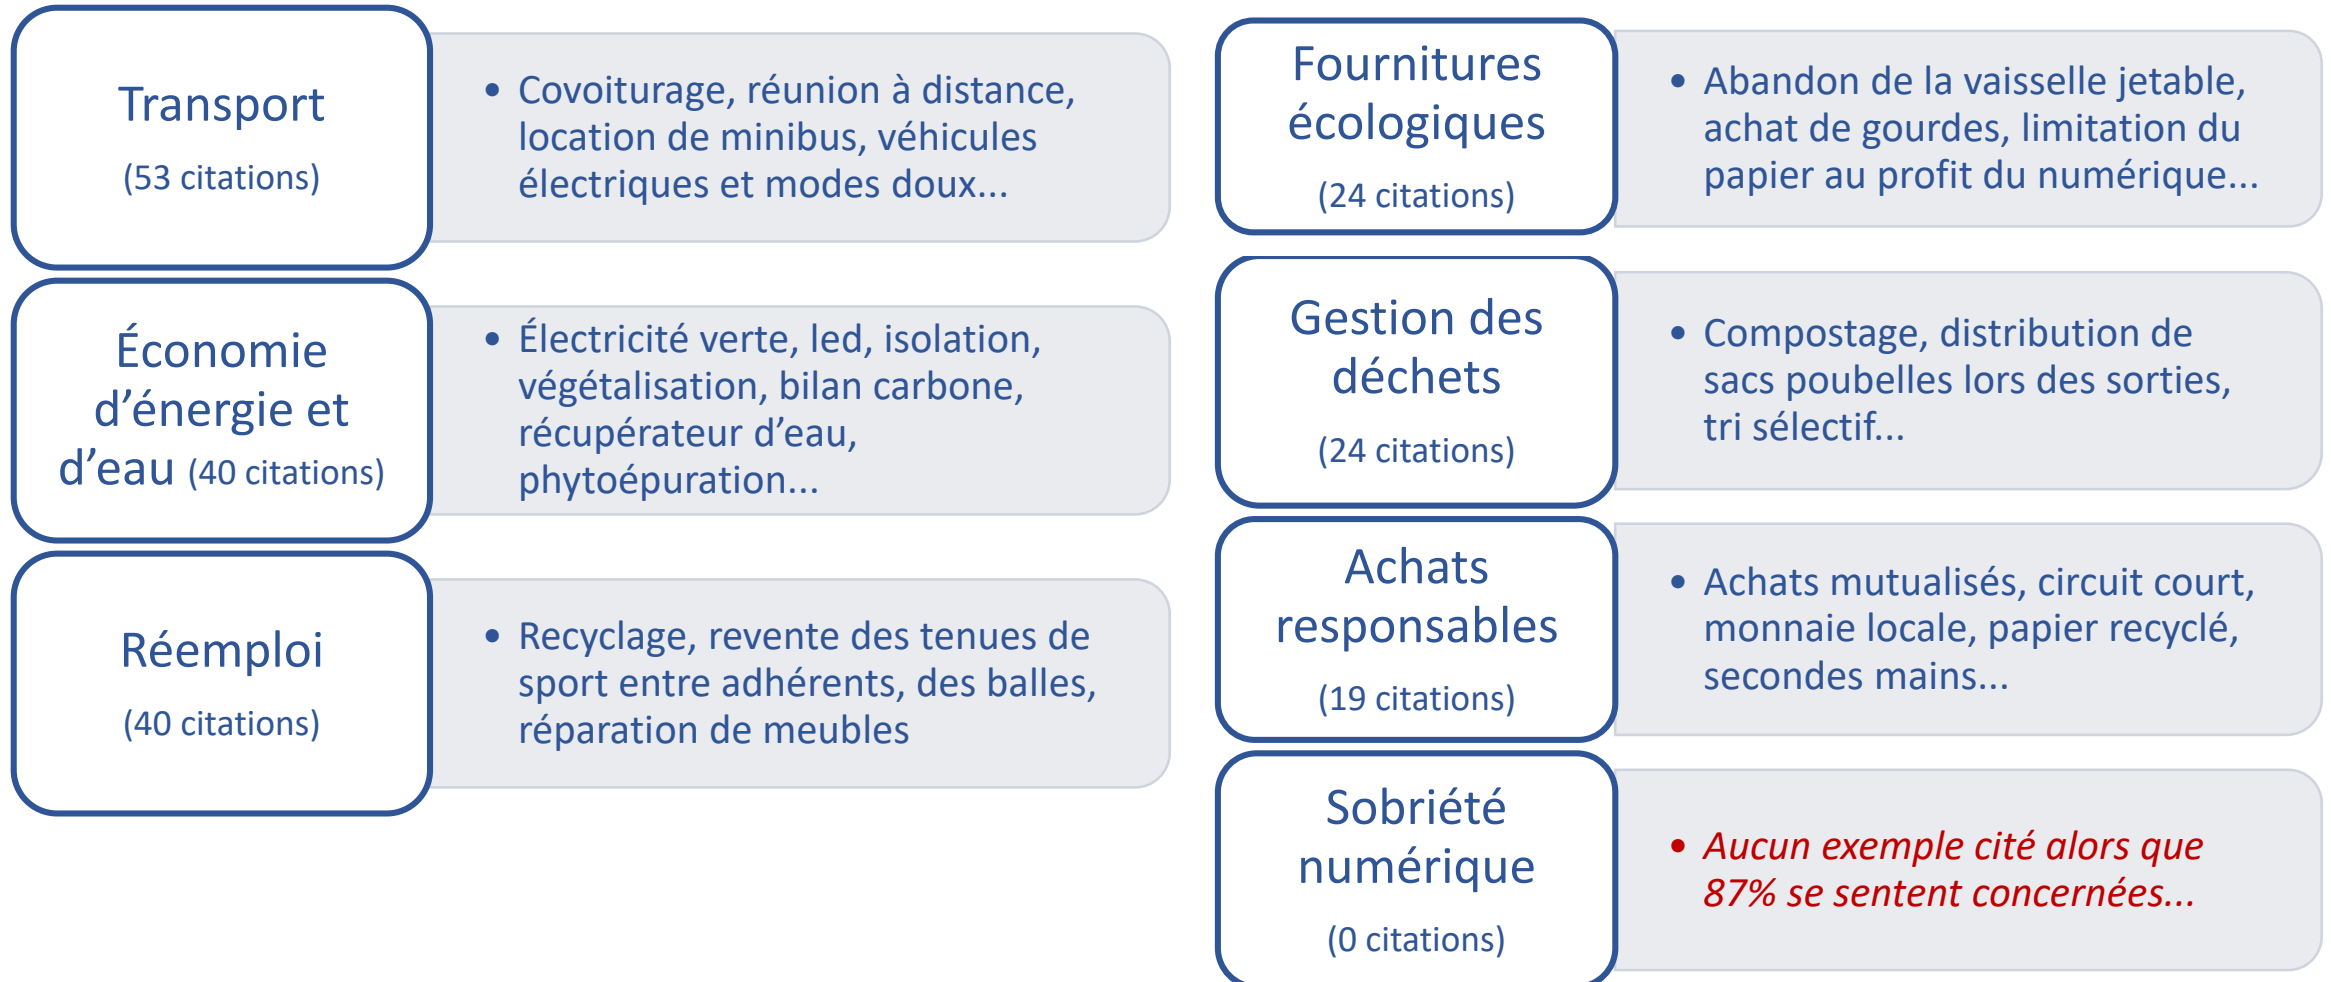 Transport
(53 citations)
• Covoiturage, réunion à distance,
location de minibus, véhicules
électriques et modes doux...
Économie
d’énergie et
d’eau (40 citations)
• Électricité verte, led, isolation,
végétalisation, bilan carbone,
récupérateur d’eau,
phytoépuration...
Réemploi
(40 citations)
• Recyclage, revente des tenues de
sport entre adhérents, des balles,
réparation de meubles
Fournitures
écologiques
(24 citations)
• Abandon de la vaisselle jetable,
achat de gourdes, limitation du
papier au profit du numérique...
Gestion des
déchets
(24 citations)
• Compostage, distribution de
sacs poubelles lors des sorties,
tri sélectif...
Achats
responsables
(19 citations)
• Achats mutualisés, circuit court,
monnaie locale, papier recyclé,
secondes mains...
Sobriété
numérique
(0 citations)
• Aucun exemple cité alors que
87% se sentent concernées...